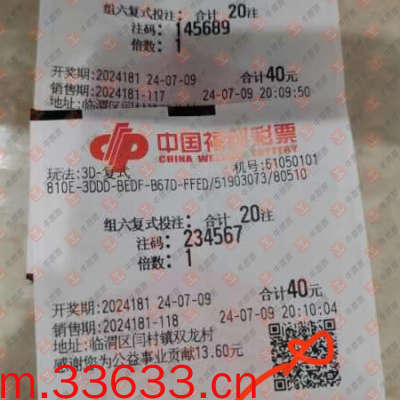 组六复式投注: 合计 20注
注码: 145689
倍数: 1
开奖期:2024181 24-07-09 合计40元
销售期:2024181-117 24-07-09 20:09:50
地址:临渭区闫村镇
中国福利彩票
CHINA WELFARE LOTTERY
玩法:3D-复式 机号:61050101
810E-3DDD-BEDF-B67D-FFED/51903073/80510
组六复式投注: 合计 20注
注码: 234567
倍数: 1
开奖期:2024181 24-07-09 合计40元
销售期:2024181-118 24-07-09 20:10:04
地址:临渭区闫村镇双龙村
感谢您为公益事业贡献13.60元
m.33633.cn